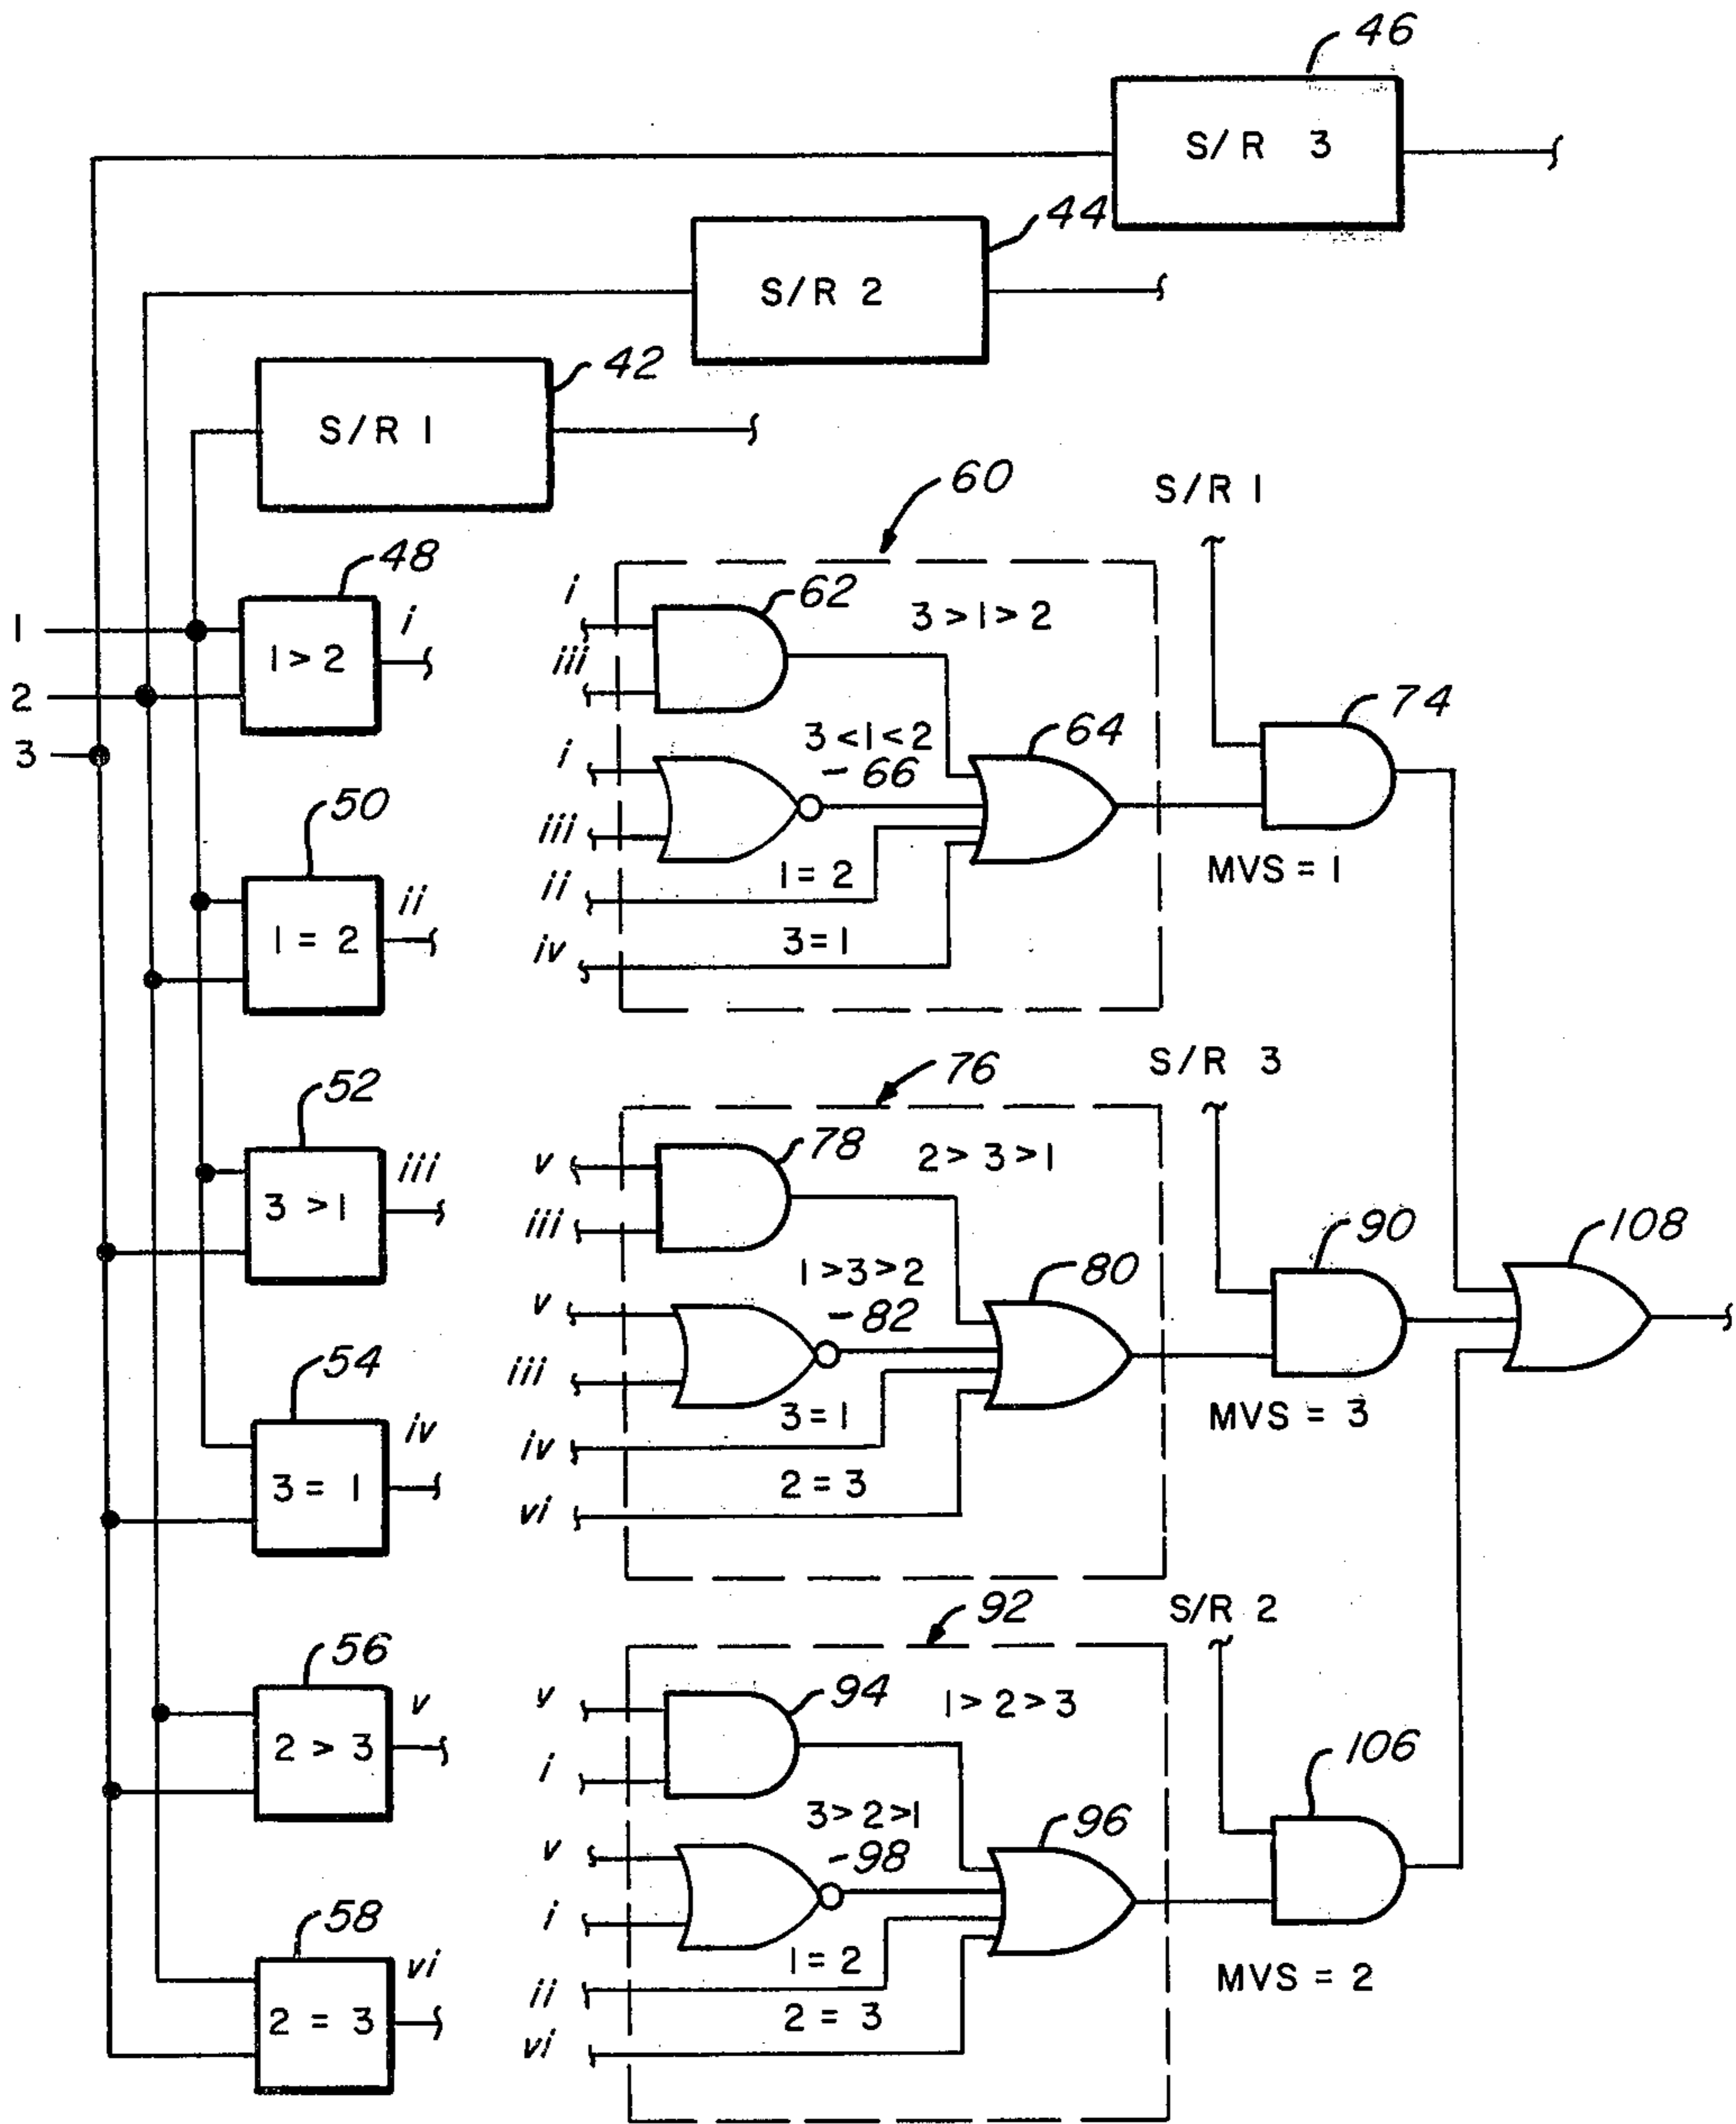 46
S/R 3
44
S/R 2
42
S/R 1
60
S/R 1
48
i
1
1 > 2
2
3
i
62
3 > 1 > 2
iii
74
3 < 1 < 2
64
i
- 66
iii
MVS = 1
50
ii
1 = 2
1 = 2
ii
3 = 1
iv
S/R 3
76
52
iii
3 > 1
78
2 > 3 > 1
v
iii
90
108
1 > 3 > 2
80
v
- 82
iii
54
iv
3 = 1
3 = 1
MVS = 3
iv
2 = 3
vi
S/R 2
92
56
v
2 > 3
94
1 > 2 > 3
v
i
106
3 > 2 > 1
96
v
- 98
i
58
vi
2 = 3
1 = 2
MVS = 2
ii
2 = 3
vi